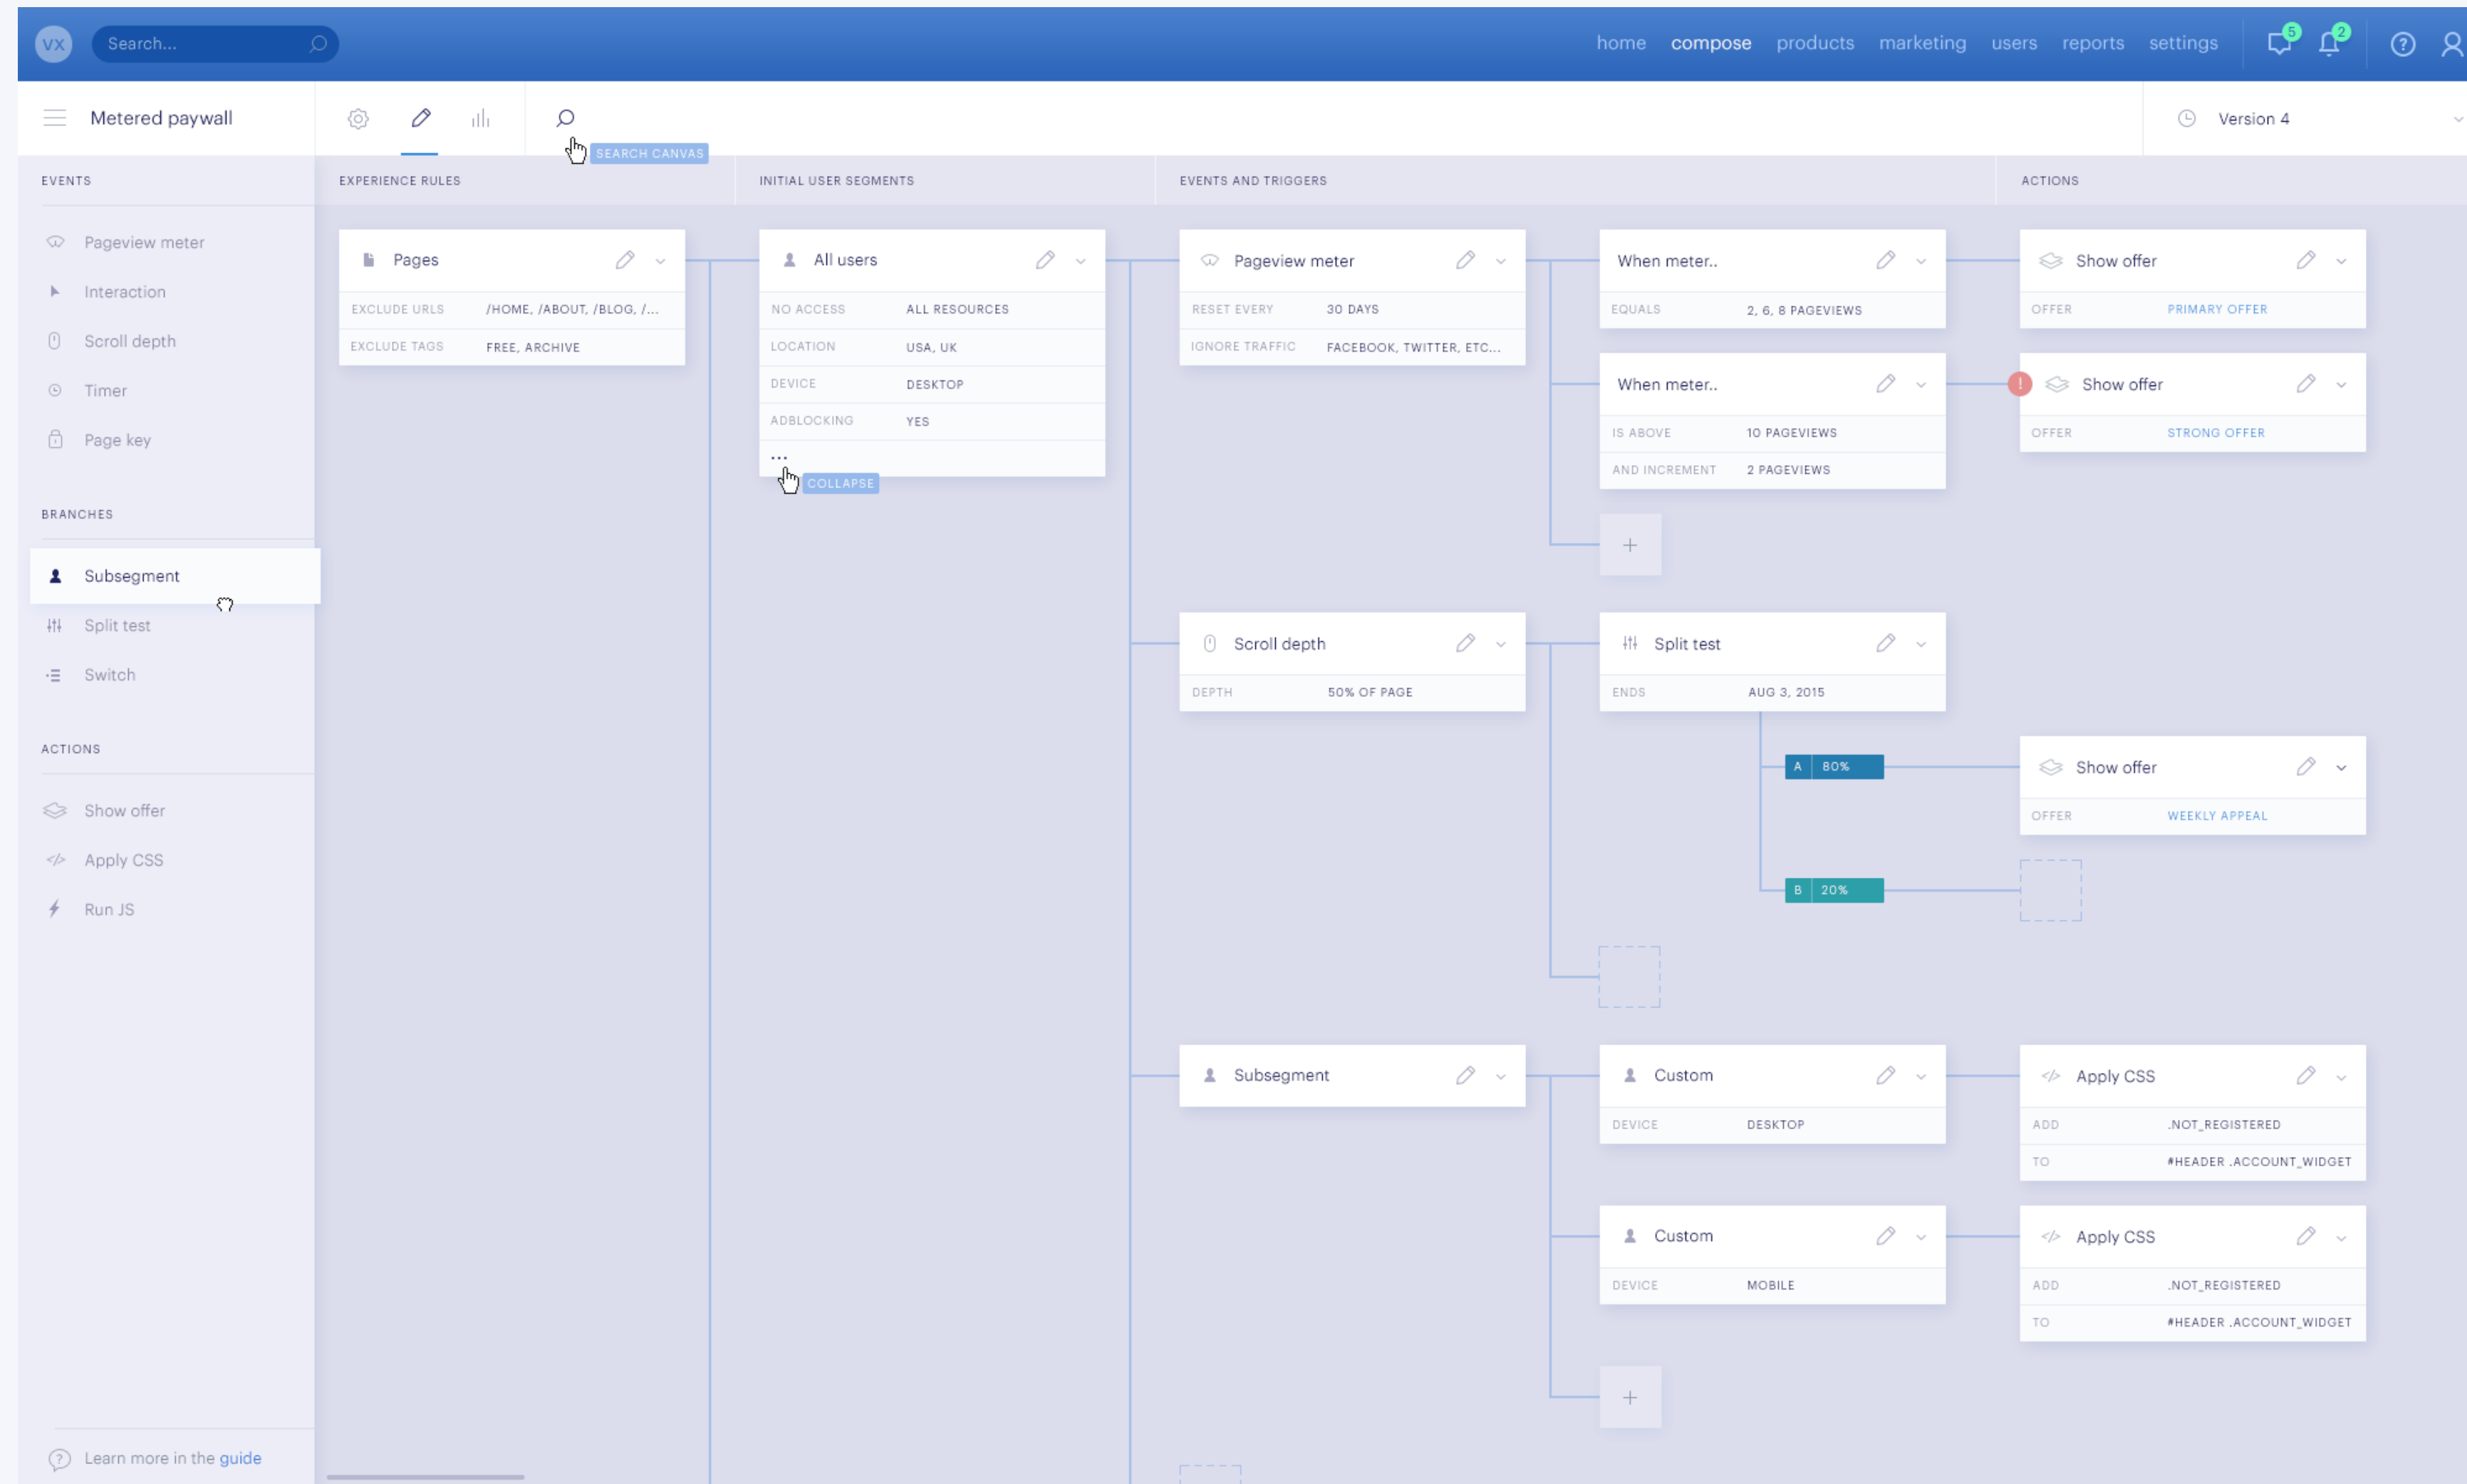 VX
Search...
home compose products marketing users reports settings 5 2 ?
Metered paywall
SEARCH CANVAS
Version 4
EVENTS
Pageview meter
Interaction
Scroll depth
Timer
Page key
BRANCHES
Subsegment
Split test
Switch
ACTIONS
Show offer
Apply CSS
Run JS
? Learn more in the guide
EXPERIENCE RULES
Pages
EXCLUDE URLS /HOME, /ABOUT, /BLOG, /...
EXCLUDE TAGS FREE, ARCHIVE
INITIAL USER SEGMENTS
All users
NO ACCESS ALL RESOURCES
LOCATION USA, UK
DEVICE DESKTOP
ADBLOCKING YES
...
COLLAPSE
EVENTS AND TRIGGERS
Pageview meter
RESET EVERY 30 DAYS
IGNORE TRAFFIC FACEBOOK, TWITTER, ETC...
When meter..
EQUALS 2, 6, 8 PAGEVIEWS
When meter..
IS ABOVE 10 PAGEVIEWS
AND INCREMENT 2 PAGEVIEWS
+
Scroll depth
DEPTH 50% OF PAGE
Split test
ENDS AUG 3, 2015
A 80%
B 20%
Subsegment
Custom
DEVICE DESKTOP
Custom
DEVICE MOBILE
+
ACTIONS
Show offer
OFFER PRIMARY OFFER
! Show offer
OFFER STRONG OFFER
Show offer
OFFER WEEKLY APPEAL
</> Apply CSS
ADD .NOT_REGISTERED
TO #HEADER .ACCOUNT_WIDGET
</> Apply CSS
ADD .NOT_REGISTERED
TO #HEADER .ACCOUNT_WIDGET